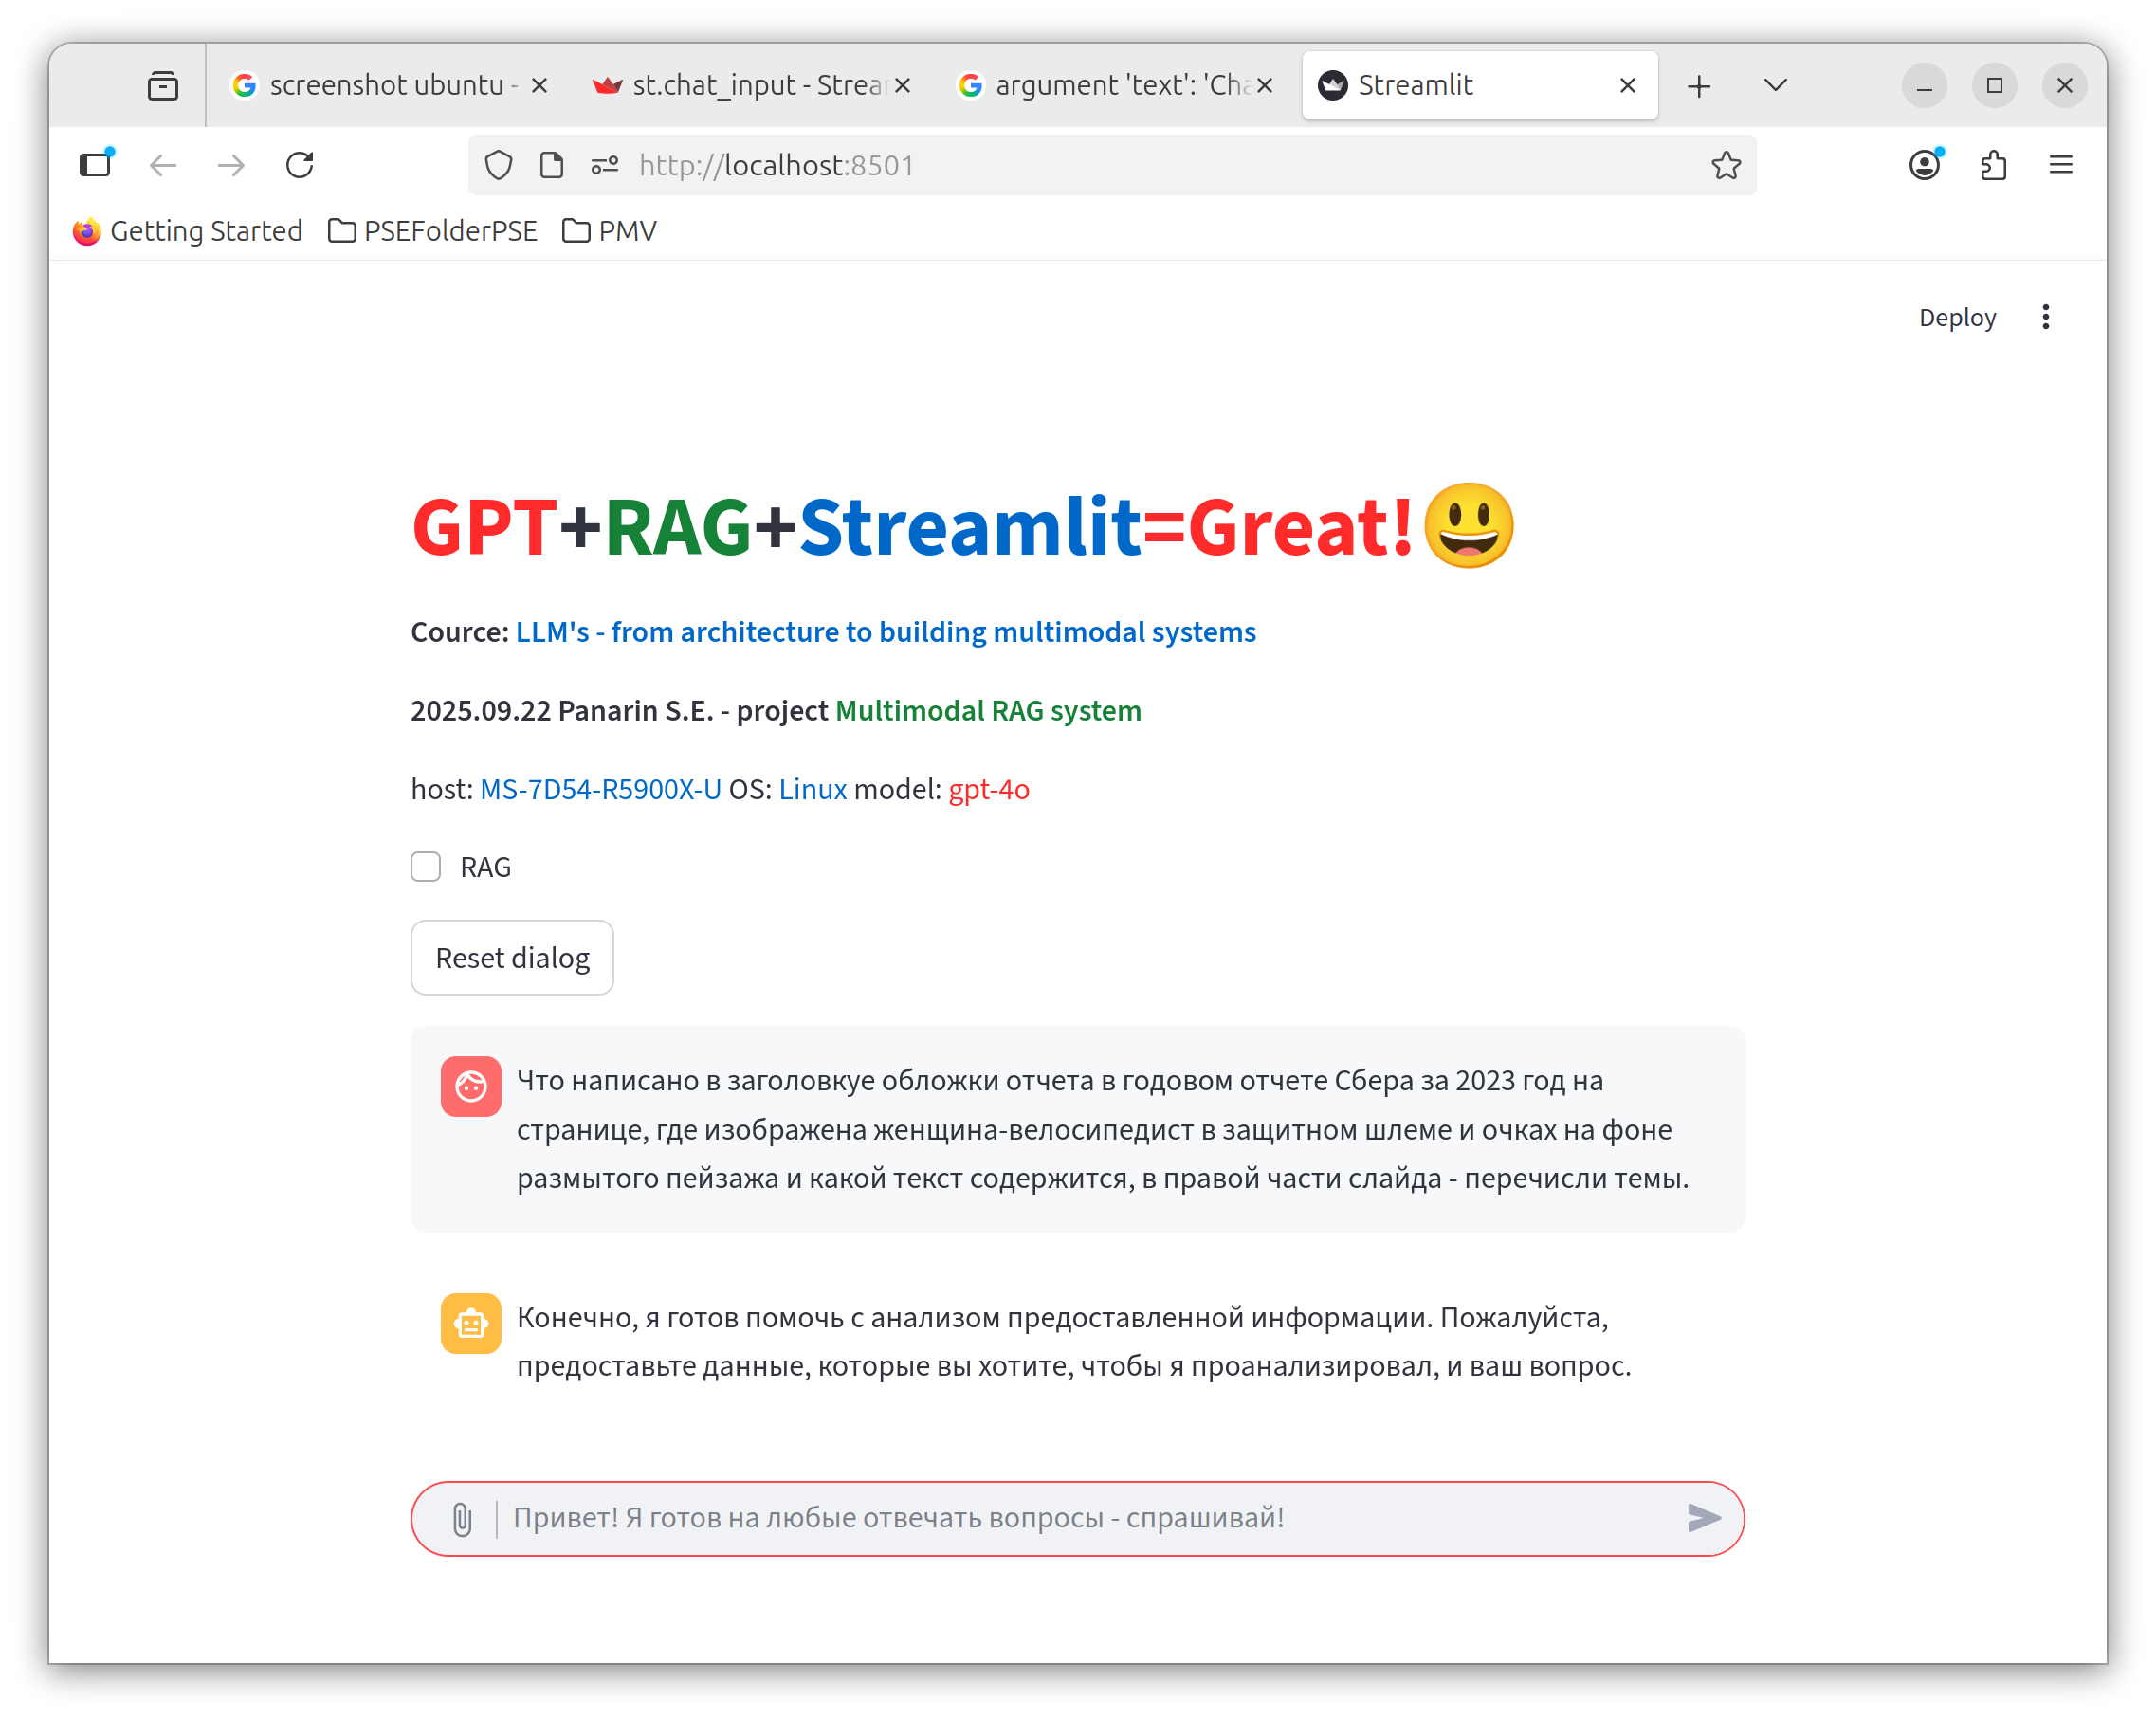 screenshot ubuntu -
st.chat_input - Strea
argument 'text': 'Cha
Streamlit
http://localhost:8501
Getting Started
PSEFolderPSE
PMV
Deploy
GPT+RAG+Streamlit=Great!😃
Cource: LLM's - from architecture to building multimodal systems
2025.09.22 Panarin S.E. - project Multimodal RAG system
host: MS-7D54-R5900X-U OS: Linux model: gpt-4o
RAG
Reset dialog
Что написано в заголовкуе обложки отчета в годовом отчете Сбера за 2023 год на
странице, где изображена женщина-велосипедист в защитном шлеме и очках на фоне
размытого пейзажа и какой текст содержится, в правой части слайда - перечисли темы.
Конечно, я готов помочь с анализом предоставленной информации. Пожалуйста,
предоставьте данные, которые вы хотите, чтобы я проанализировал, и ваш вопрос.
Привет! Я готов на любые отвечать вопросы - спрашивай!